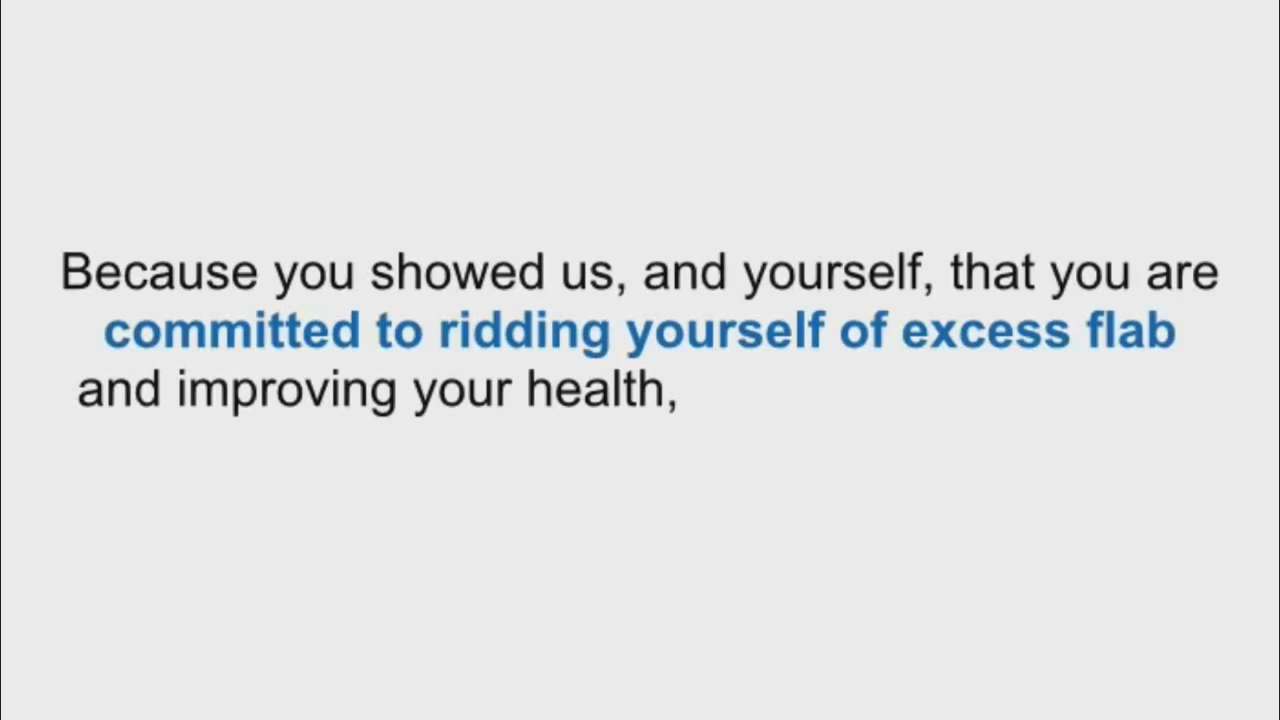 Because you showed us, and yourself, that you are
committed to ridding yourself of excess flab
and improving your health,